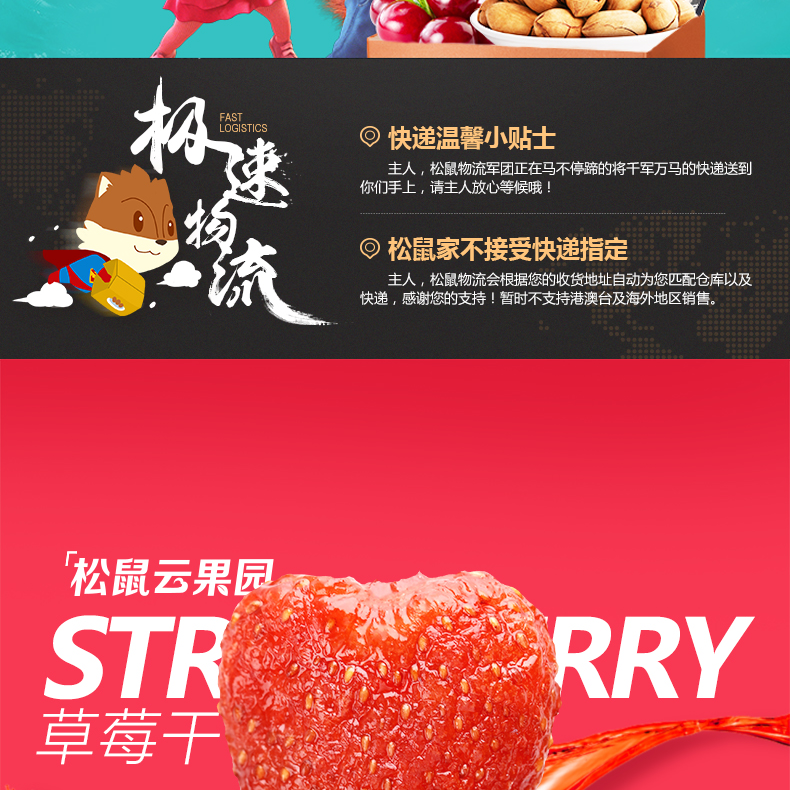 极速物流
FAST
LOGISTICS
快递温馨小贴士
主人，松鼠物流军团正在马不停蹄的将千军万马的快递送到
你们手上，请主人放心等候哦！
松鼠家不接受快递指定
主人，松鼠物流会根据您的收货地址自动为您匹配仓库以及
快递，感谢您的支持！暂时不支持港澳台及海外地区销售。
「松鼠云果园
STR RRY
草莓干